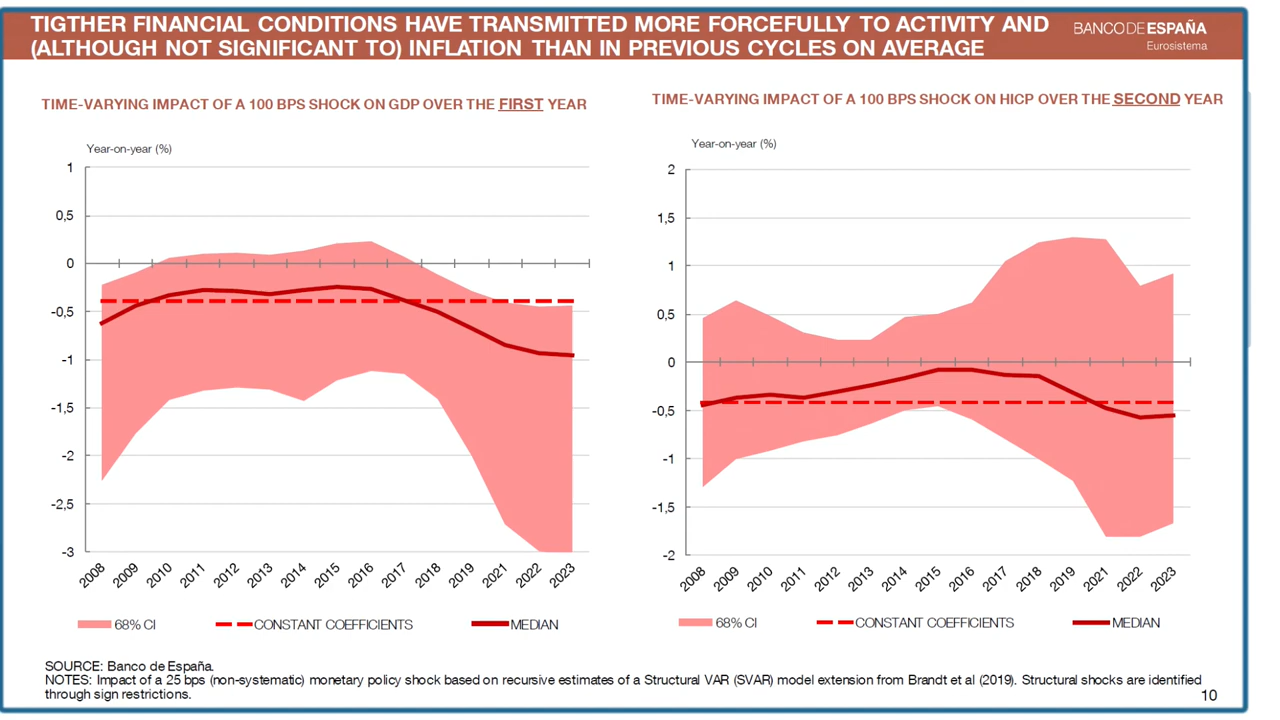 TIGTHER FINANCIAL CONDITIONS HAVE TRANSMITTED MORE FORCEFULLY TO ACTIVITY AND
(ALTHOUGH NOT SIGNIFICANT TO) INFLATION THAN IN PREVIOUS CYCLES ON AVERAGE
BANCO DE ESPAÑA
Eurosistema
TIME-VARYING IMPACT OF A 100 BPS SHOCK ON GDP OVER THE FIRST YEAR
Year-on-year (%)
1
0,5
0
-0,5
-1
-1,5
-2
-2,5
-3
2008
2009
2010
2011
2012
2013
2014
2015
2016
2017
2018
2019
2021
2022
2023
68% CI
CONSTANT COEFFICIENTS
MEDIAN
TIME-VARYING IMPACT OF A 100 BPS SHOCK ON HICP OVER THE SECOND YEAR
Year-on-year (%)
2
1,5
1
0,5
0
-0,5
-1
-1,5
-2
2008
2009
2010
2011
2012
2013
2014
2015
2016
2017
2018
2019
2021
2022
2023
68% CI
CONSTANT COEFFICIENTS
MEDIAN
SOURCE: Banco de España.
NOTES: Impact of a 25 bps (non-systematic) monetary policy shock based on recursive estimates of a Structural VAR (SVAR) model extension from Brandt et al (2019). Structural shocks are identified
through sign restrictions.
10